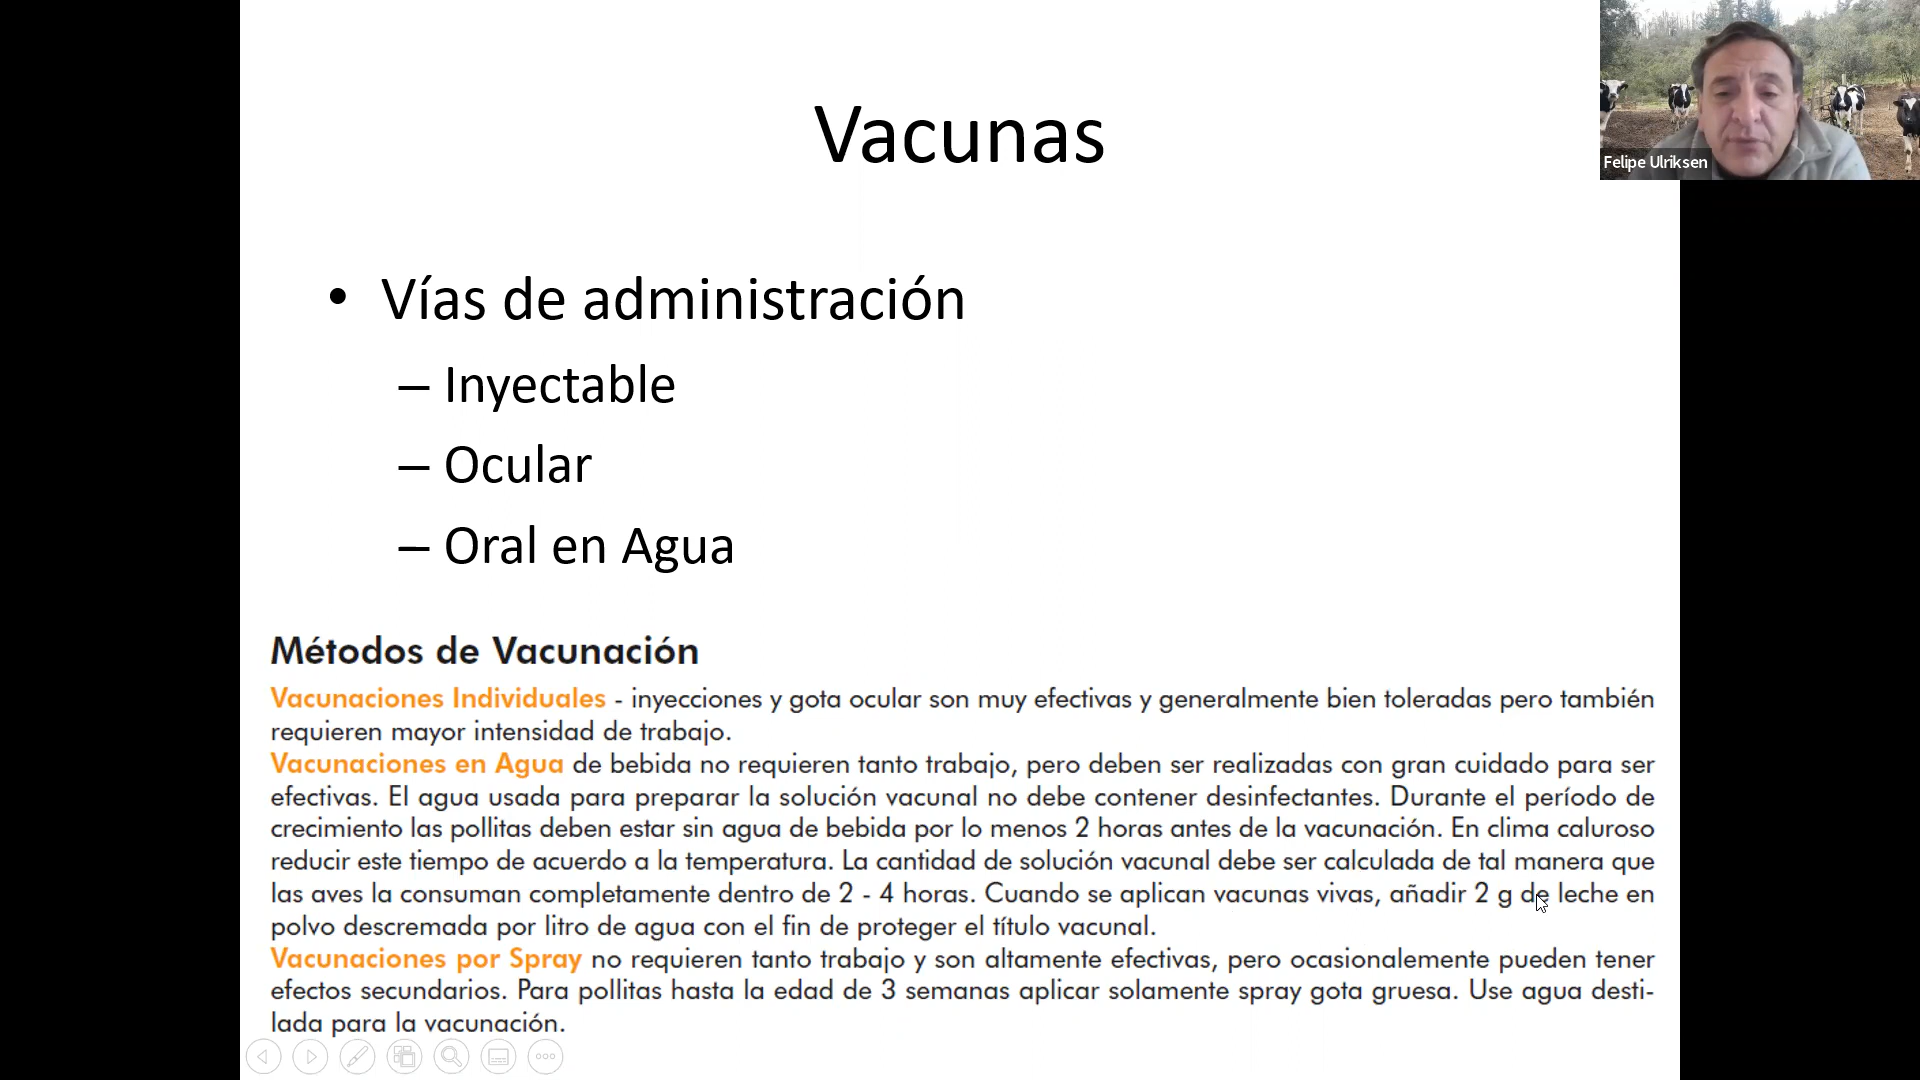 Vacunas
Felipe Ulriksen
• Vías de administración
– Inyectable
– Ocular
– Oral en Agua
Métodos de Vacunación
Vacunaciones Individuales - inyecciones y gota ocular son muy efectivas y generalmente bien toleradas pero también
requieren mayor intensidad de trabajo.
Vacunaciones en Agua de bebida no requieren tanto trabajo, pero deben ser realizadas con gran cuidado para ser
efectivas. El agua usada para preparar la solución vacunal no debe contener desinfectantes. Durante el período de
crecimiento las pollitas deben estar sin agua de bebida por lo menos 2 horas antes de la vacunación. En clima caluroso
reducir este tiempo de acuerdo a la temperatura. La cantidad de solución vacunal debe ser calculada de tal manera que
las aves la consuman completamente dentro de 2 - 4 horas. Cuando se aplican vacunas vivas, añadir 2 g de leche en
polvo descremada por litro de agua con el fin de proteger el título vacunal.
Vacunaciones por Spray no requieren tanto trabajo y son altamente efectivas, pero ocasionalemente pueden tener
efectos secundarios. Para pollitas hasta la edad de 3 semanas aplicar solamente spray gota gruesa. Use agua desti-
lada para la vacunación.